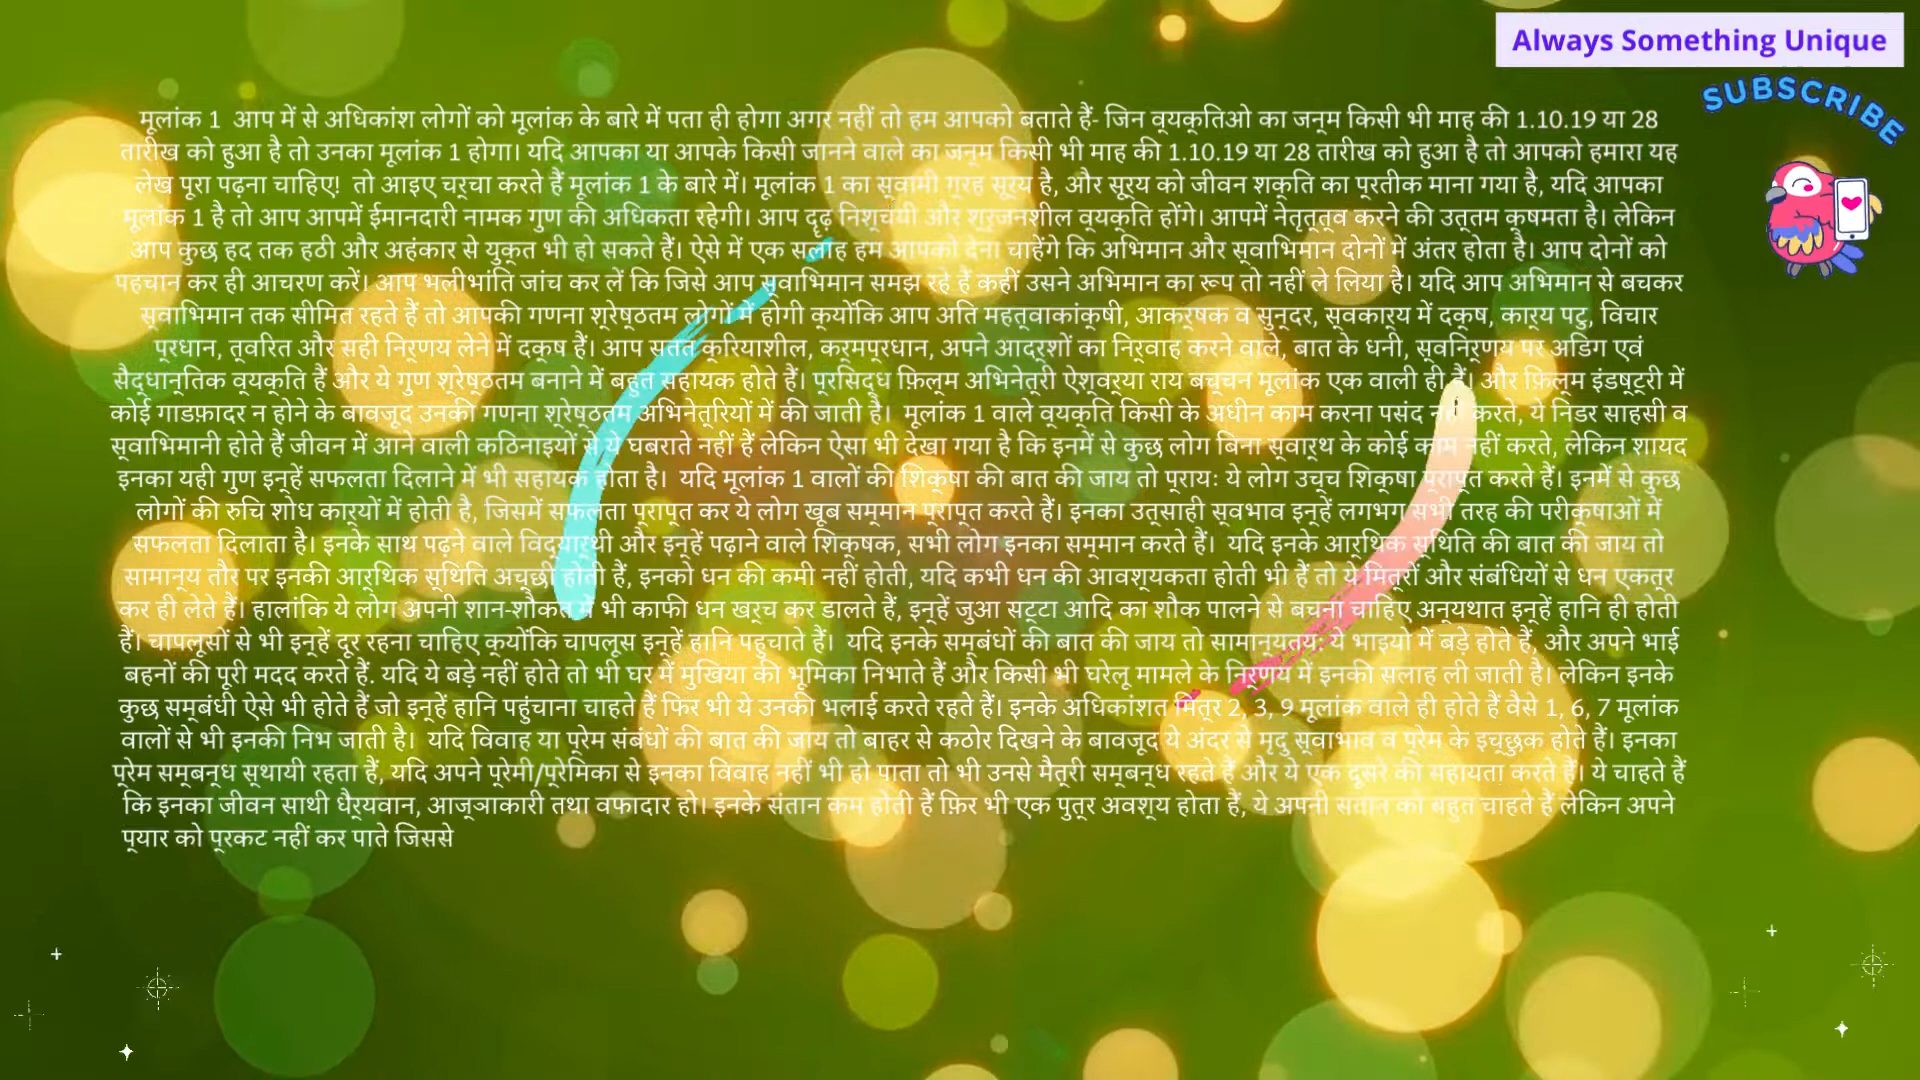 Always Something Unique
SUBSCRIBE
मूलांक 1 आप में से अधिकांश लोगों को मूलांक के बारे में पता ही होगा अगर नहीं तो हम आपको बताते हैं- जिन व्यक्तिओ का जन्म किसी भी माह की 1.10.19 या 28
तारीख को हुआ है तो उनका मूलांक 1 होगा। यदि आपका या आपके किसी जानने वाले का जन्म किसी भी माह की 1.10.19 या 28 तारीख को हुआ है तो आपको हमारा यह
लेख पूरा पढ़ना चाहिए! तो आइए चर्चा करते हैं मूलांक 1 के बारे में। मूलांक 1 का स्वामी ग्रह सूर्य है, और सूर्य को जीवन शक्ति का प्रतीक माना गया है, यदि आपका
मूलांक 1 है तो आप आपमें ईमानदारी नामक गुण की अधिकता रहेगी। आप दृढ़ निश्चयी और श्रृजनशील व्यक्ति होंगे। आपमें नेतृत्त्व करने की उत्तम क्षमता है। लेकिन
आप कुछ हद तक हठी और अहंकार से युक्त भी हो सकते हैं। ऐसे में एक सलाह हम आपको देना चाहेंगे कि अभिमान और स्वाभिमान दोनों में अंतर होता है। आप दोनों को
पहचान कर ही आचरण करें। आप भलीभांति जांच कर लें कि जिसे आप स्वाभिमान समझ रहे हैं कहीं उसने अभिमान का रूप तो नहीं ले लिया है। यदि आप अभिमान से बचकर
स्वाभिमान तक सीमित रहते हैं तो आपकी गणना श्रेष्ठतम लोगों में होगी क्योंकि आप अति महत्वाकांक्षी, आकर्षक व सुन्दर, स्वकार्य में दक्ष, कार्य पटु, विचार
प्रधान, त्वरित और सही निर्णय लेने में दक्ष हैं। आप सतत क्रियाशील, कर्मप्रधान, अपने आदर्शों का निर्वाह करने वाले, बात के धनी, स्वनिर्णय पर अडिग एवं
सैद्धान्तिक व्यक्ति हैं और ये गुण श्रेष्ठतम बनाने में बहुत सहायक होते हैं। प्रसिद्ध फ़िल्म अभिनेत्री ऐश्वर्या राय बच्चन मूलांक एक वाली ही हैं। और फ़िल्म इंडष्ट्री में
कोई गाडफ़ादर न होने के बावजूद उनकी गणना श्रेष्ठतम अभिनेत्रियों में की जाती है। मूलांक 1 वाले व्यक्ति किसी के अधीन काम करना पसंद नहीं करते, ये निडर साहसी व
स्वाभिमानी होते हैं जीवन में आने वाली कठिनाइयों से ये घबराते नहीं हैं लेकिन ऐसा भी देखा गया है कि इनमें से कुछ लोग बिना स्वार्थ के कोई काम नहीं करते, लेकिन शायद
इनका यही गुण इन्हें सफलता दिलाने में भी सहायक होता है। यदि मूलांक 1 वालों की शिक्षा की बात की जाय तो प्रायः ये लोग उच्च शिक्षा प्राप्त करते हैं। इनमें से कुछ
लोगों की रुचि शोध कार्यों में होती है, जिसमें सफलता प्राप्त कर ये लोग खूब सम्मान प्राप्त करते हैं। इनका उत्साही स्वभाव इन्हें लगभग सभी तरह की परीक्षाओं में
सफलता दिलाता है। इनके साथ पढ़ने वाले विद्यार्थी और इन्हें पढ़ाने वाले शिक्षक, सभी लोग इनका सम्मान करते हैं। यदि इनके आर्थिक स्थिति की बात की जाय तो
सामान्य तौर पर इनकी आर्थिक स्थिति अच्छी होती हैं, इनको धन की कमी नहीं होती, यदि कभी धन की आवश्यकता होती भी हैं तो ये मित्रों और संबंधियों से धन एकत्र
कर ही लेते हैं। हालांकि ये लोग अपनी शान-शौकत में भी काफी धन खर्च कर डालते हैं, इन्हें जुआ सट्टा आदि का शौक पालने से बचना चाहिए अन्यथात इन्हें हानि ही होती
हैं। चापलूसों से भी इन्हें दूर रहना चाहिए क्योंकि चापलूस इन्हें हानि पहुचाते हैं। यदि इनके सम्बंधों की बात की जाय तो सामान्यतयः ये भाइयो में बड़े होते हैं, और अपने भाई
बहनों की पूरी मदद करते हैं. यदि ये बड़े नहीं होते तो भी घर में मुखिया की भूमिका निभाते हैं और किसी भी घरेलू मामले के निर्णय में इनकी सलाह ली जाती है। लेकिन इनके
कुछ सम्बंधी ऐसे भी होते हैं जो इन्हें हानि पहुंचाना चाहते हैं फिर भी ये उनकी भलाई करते रहते हैं। इनके अधिकांशत मित्र 2, 3, 9 मूलांक वाले ही होते हैं वैसे 1, 6, 7 मूलांक
वालों से भी इनकी निभ जाती है। यदि विवाह या प्रेम संबंधों की बात की जाय तो बाहर से कठोर दिखने के बावजूद ये अंदर से मृदु स्वाभाव व प्रेम के इच्छुक होते हैं। इनका
प्रेम सम्बन्ध स्थायी रहता हैं, यदि अपने प्रेमी/प्रेमिका से इनका विवाह नहीं भी हो पाता तो भी उनसे मैत्री सम्बन्ध रहते हैं और ये एक दूसरे की सहायता करते हैं। ये चाहते हैं
कि इनका जीवन साथी धैर्यवान, आज्ञाकारी तथा वफादार हो। इनके संतान कम होती हैं फ़िर भी एक पुत्र अवश्य होता हैं, ये अपनी संतान को बहुत चाहते हैं लेकिन अपने
प्यार को प्रकट नहीं कर पाते जिससे